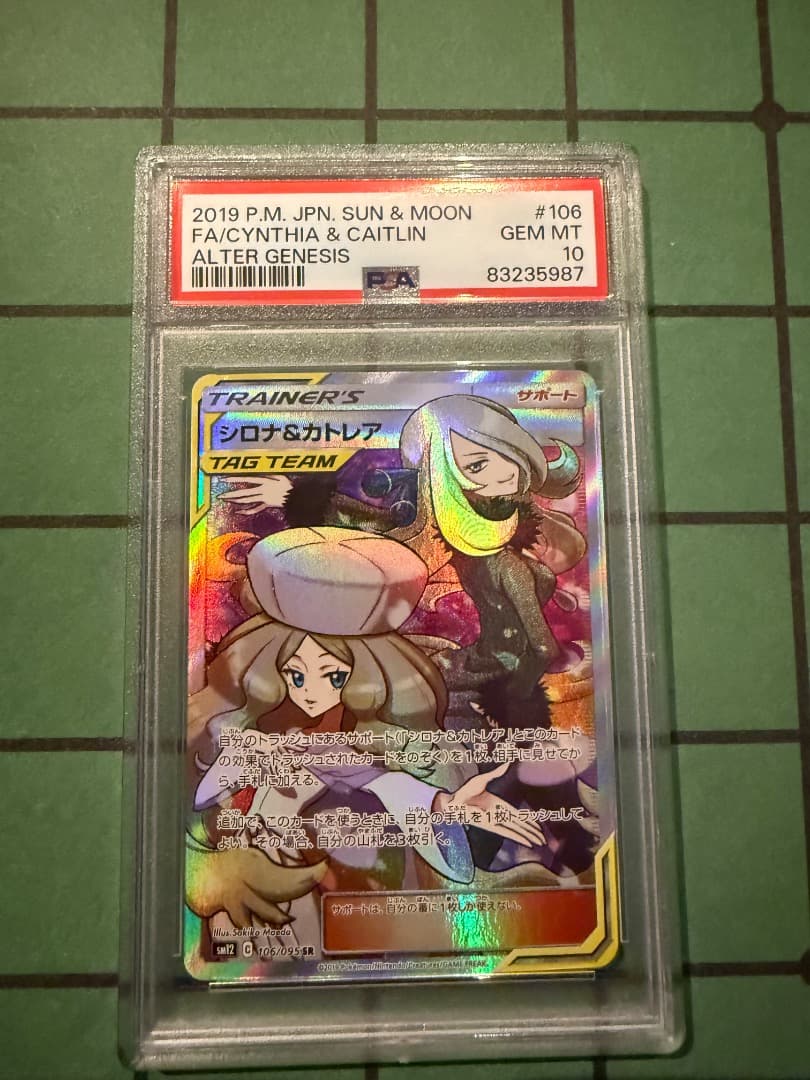 2019 P.M. JPN. SUN & MOON #106
FA/CYNTHIA & CAITLIN GEM MT
ALTER GENESIS 10
PSA 83235987
TRAINER'S サポート
シロナ&カトレア
TAG TEAM
自分のトラッシュにあるサポート(「シロナ&カトレア」とこのカード
の効果でトラッシュされたカードをのぞく)を1枚、相手に見せてか
ら、手札に加える。
追加で、このカードを使うときに、自分の手札を1枚トラッシュして
よい。その場合、自分の山札を3枚引く。
サポートは、自分の番に1枚しか使えない。
Illus. Sakiko Maeda
sm12 C 106/095 SR
©2019 Pokémon/Nintendo/Creatures/GAME FREAK.